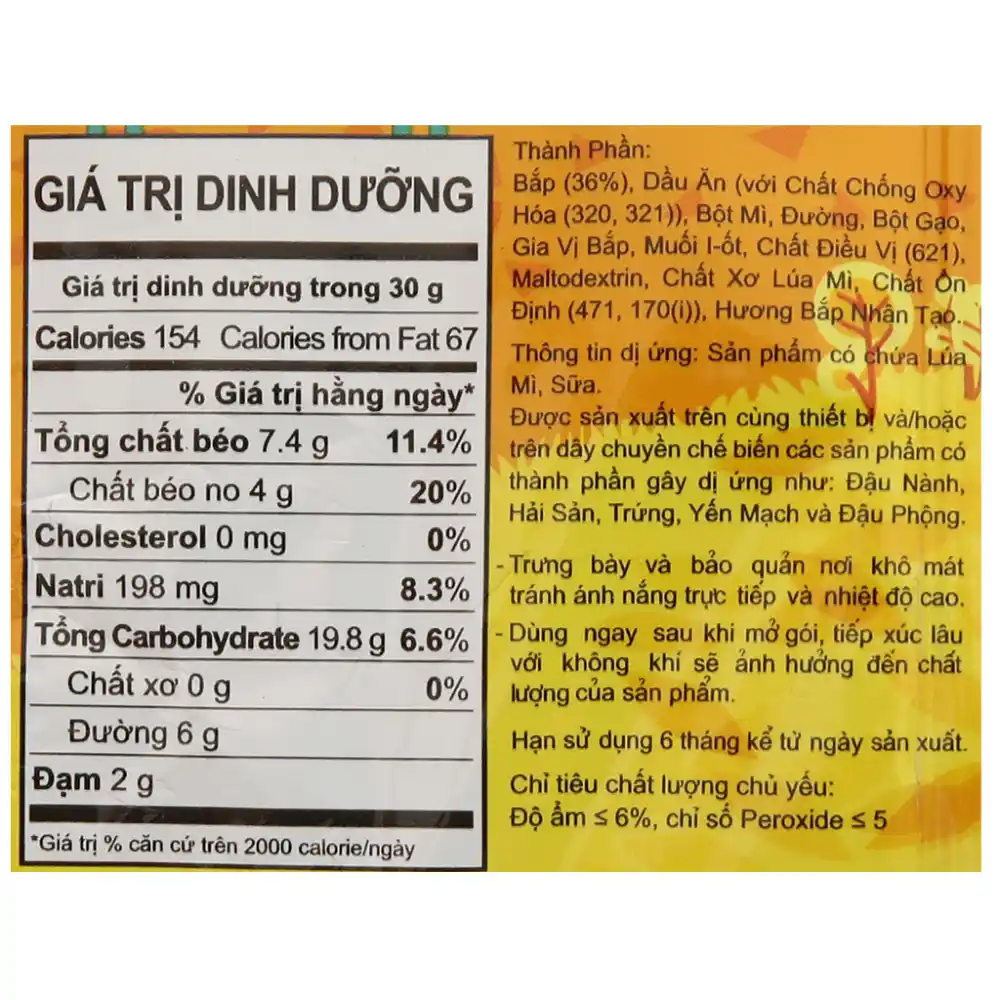 GIÁ TRỊ DINH DƯỠNG
Giá trị dinh dưỡng trong 30 g
Calories 154 Calories from Fat 67
% Giá trị hằng ngày*
Tổng chất béo 7.4 g 11.4%
Chất béo no 4 g 20%
Cholesterol 0 mg 0%
Natri 198 mg 8.3%
Tổng Carbohydrate 19.8 g 6.6%
Chất xơ 0 g 0%
Đường 6 g
Đạm 2 g
*Giá trị % căn cứ trên 2000 calorie/ngày
Thành Phần:
Bắp (36%), Dầu Ăn (với Chất Chống Oxy
Hóa (320, 321)), Bột Mì, Đường, Bột Gạo,
Gia Vị Bắp, Muối I-ốt, Chất Điều Vị (621),
Maltodextrin, Chất Xơ Lúa Mì, Chất Ổn
Định (471, 170(i)), Hương Bắp Nhân Tạo.
Thông tin dị ứng: Sản phẩm có chứa Lúa
Mì, Sữa.
Được sản xuất trên cùng thiết bị và/hoặc
trên dây chuyền chế biến các sản phẩm có
thành phần gây dị ứng như: Đậu Nành,
Hải Sản, Trứng, Yến Mạch và Đậu Phộng.
- Trưng bày và bảo quản nơi khô mát
tránh ánh nắng trực tiếp và nhiệt độ cao.
- Dùng ngay sau khi mở gói, tiếp xúc lâu
với không khí sẽ ảnh hưởng đến chất
lượng của sản phẩm.
Hạn sử dụng 6 tháng kể từ ngày sản xuất.
Chỉ tiêu chất lượng chủ yếu:
Độ ẩm ≤ 6%, chỉ số Peroxide ≤ 5